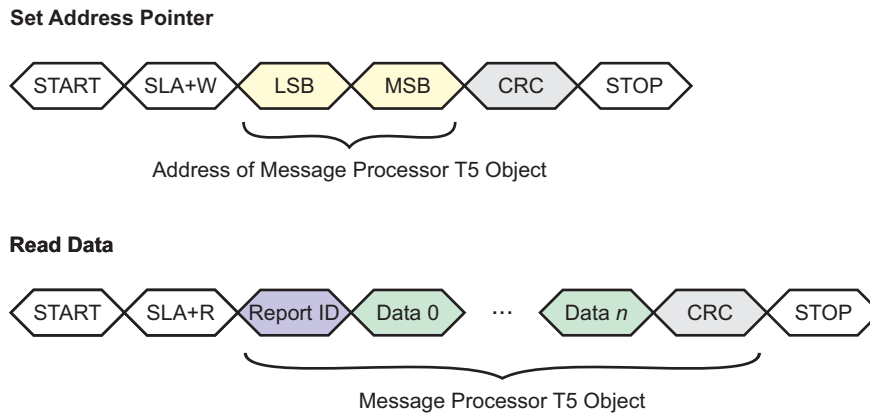 Set Address Pointer
START SLA+W LSB MSB CRC STOP
Address of Message Processor T5 Object
Read Data
START SLA+R Report ID Data 0 ... Data n CRC STOP
Message Processor T5 Object